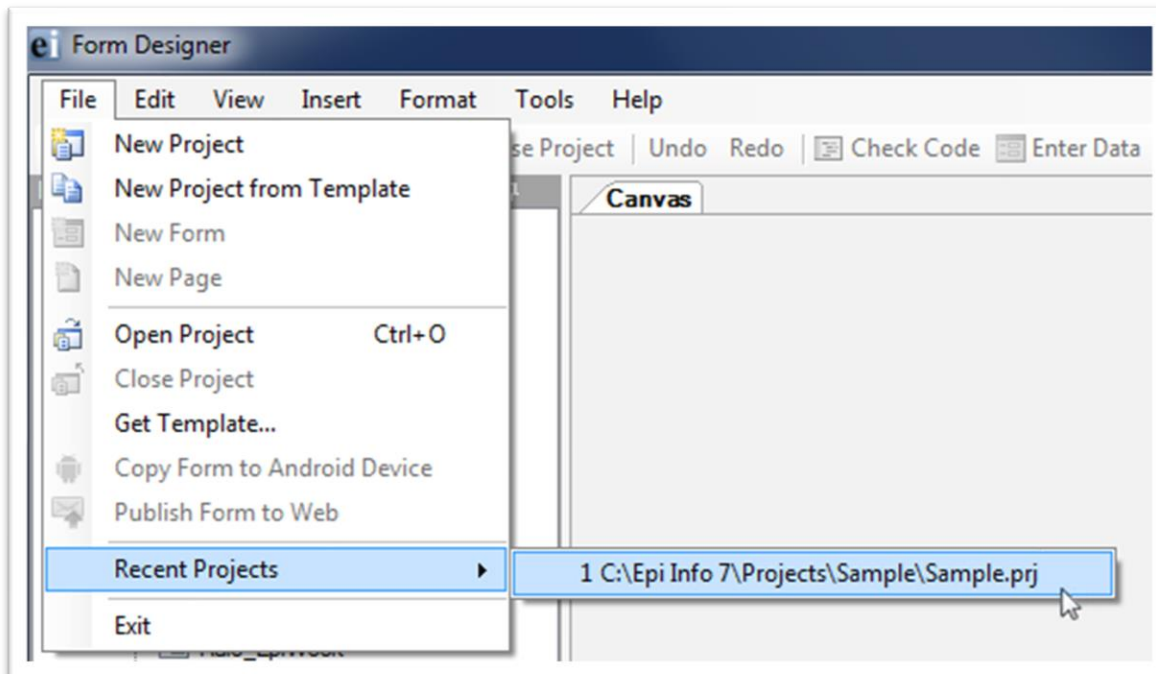 ei Form Designer
File Edit View Insert Format Tools Help
New Project
se Project Undo Redo Check Code Enter Data
New Project from Template
Canvas
New Form
New Page
Open Project Ctrl+O
Close Project
Get Template...
Copy Form to Android Device
Publish Form to Web
Recent Projects
1 C:\Epi Info 7\Projects\Sample\Sample.prj
Exit